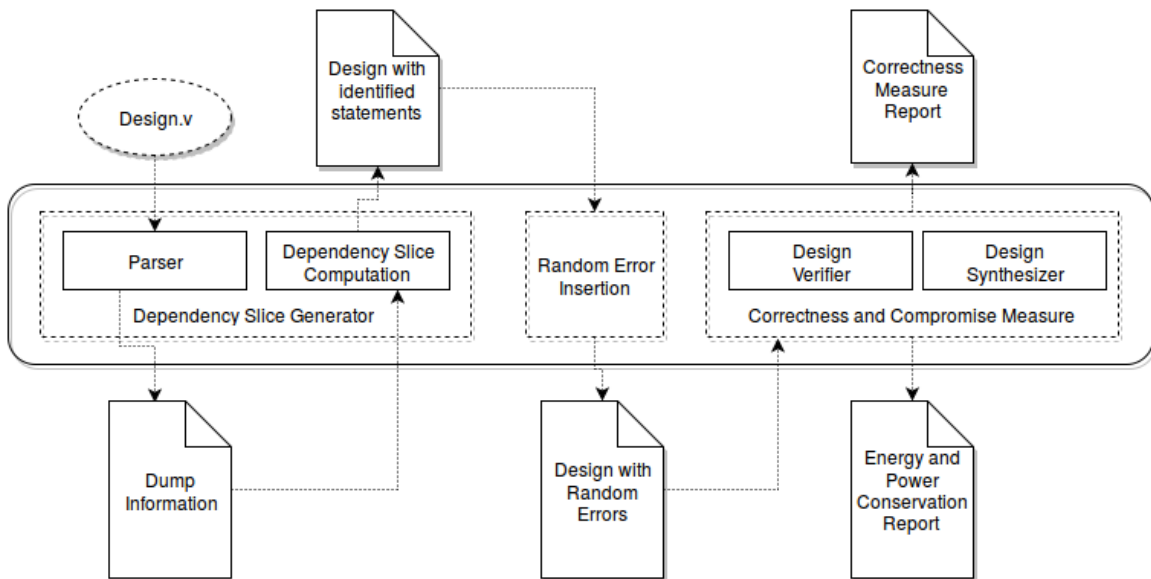 Design with
identified
statements
Correctness
Measure
Report
Design.v
Parser
Dependency Slice
Computation
Dependency Slice Generator
Random Error
Insertion
Design
Verifier
Design
Synthesizer
Correctness and Compromise Measure
Dump
Information
Design with
Random
Errors
Energy and
Power
Conservation
Report